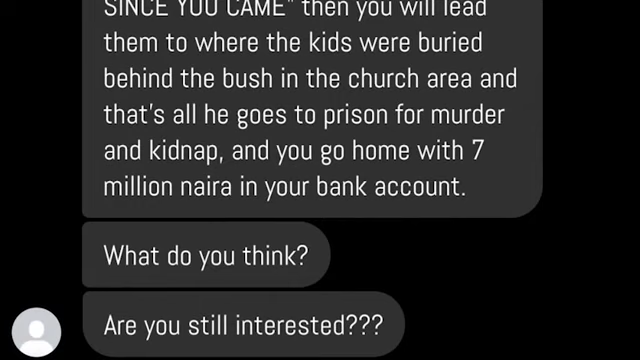 SINCE YOU CAME" then you will lead
them to where the kids were buried
behind the bush in the church area and
that's all he goes to prison for murder
and kidnap, and you go home with 7
million naira in your bank account.
What do you think?
Are you still interested???